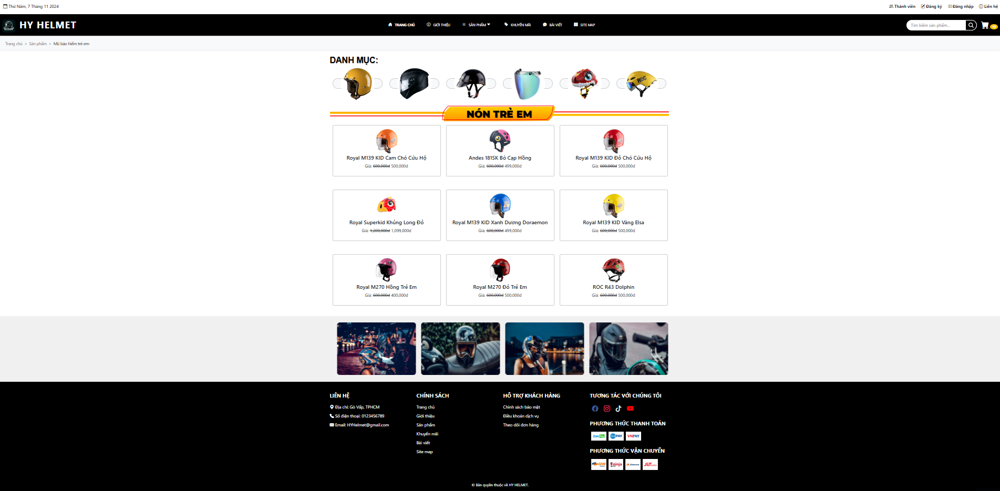 Thứ Năm, 7 Tháng 11 2024
Thành viên Đăng ký Đăng nhập Liên hệ
HY HELMET
TRANG CHỦ GIỚI THIỆU SẢN PHẨM KHUYẾN MÃI BÀI VIẾT SITE MAP
Tìm kiếm sản phẩm...
10
Trang chủ > Sản phẩm > Mũ bảo hiểm trẻ em
DANH MỤC:
ROC
NÓN TRẺ EM
Royal M139 KID Cam Chó Cứu Hộ
Giá: 600,000đ 500,000đ
Andes 181SK Bò Cạp Hồng
Giá: 600,000đ 499,000đ
Royal M139 KID Đỏ Chó Cứu Hộ
Giá: 600,000đ 500,000đ
Royal Superkid Khủng Long Đỏ
Giá: 1,200,000đ 1,099,000đ
Royal M139 KID Xanh Dương Doraemon
Giá: 600,000đ 499,000đ
Royal M139 KID Vàng Elsa
Giá: 600,000đ 500,000đ
Royal M270 Hồng Trẻ Em
Giá: 600,000đ 400,000đ
Royal M270 Đỏ Trẻ Em
Giá: 600,000đ 500,000đ
ROC R43 Dolphin
Giá: 600,000đ 500,000đ
LIÊN HỆ
Địa chỉ: Gò Vấp, TPHCM
Số điện thoại: 0123456789
Email: HYHelmet@gmail.com
CHÍNH SÁCH
Trang chủ
Giới thiệu
Sản phẩm
Khuyến mãi
Bài viết
Site map
HỖ TRỢ KHÁCH HÀNG
Chính sách bảo mật
Điều khoản dịch vụ
Theo dõi đơn hàng
TƯƠNG TÁC VỚI CHÚNG TÔI
PHƯƠNG THỨC THANH TOÁN
ZaloPay PAY VNPAY
PHƯƠNG THỨC VẬN CHUYỂN
GHN ninja Ahamove J&T
© Bản quyền thuộc về HY HELMET.